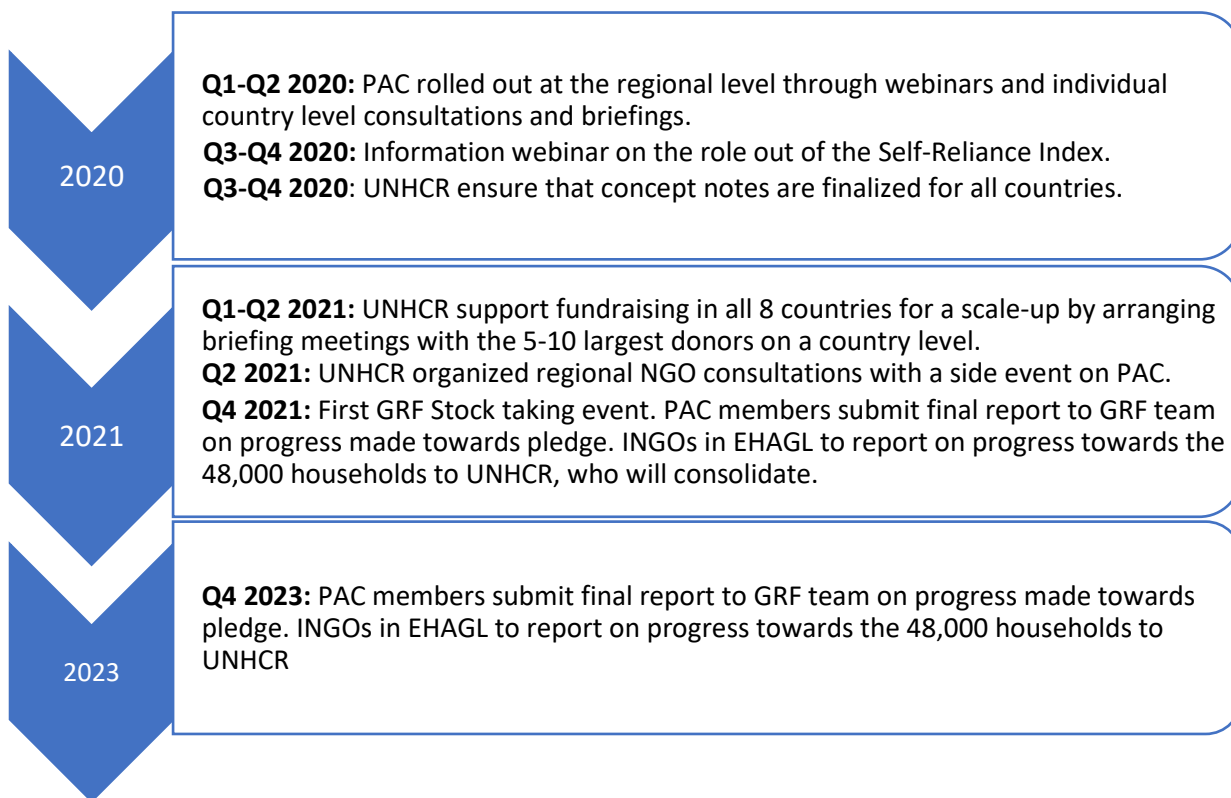 2020
Q1-Q2 2020: PAC rolled out at the regional level through webinars and individual
country level consultations and briefings.
Q3-Q4 2020: Information webinar on the role out of the Self-Reliance Index.
Q3-Q4 2020: UNHCR ensure that concept notes are finalized for all countries.
2021
Q1-Q2 2021: UNHCR support fundraising in all 8 countries for a scale-up by arranging
briefing meetings with the 5-10 largest donors on a country level.
Q2 2021: UNHCR organized regional NGO consultations with a side event on PAC.
Q4 2021: First GRF Stock taking event. PAC members submit final report to GRF team
on progress made towards pledge. INGOs in EHAGL to report on progress towards the
48,000 households to UNHCR, who will consolidate.
2023
Q4 2023: PAC members submit final report to GRF team on progress made towards
pledge. INGOs in EHAGL to report on progress towards the 48,000 households to
UNHCR